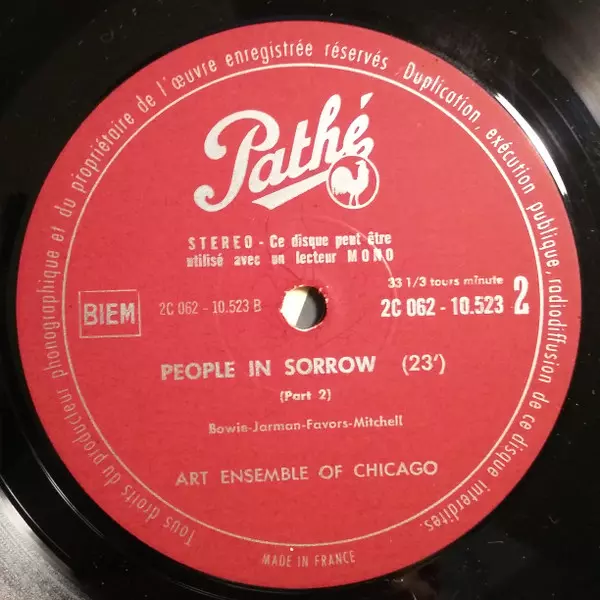 Tous droits du producteur phonographique et du propriétaire de l'œuvre enregistrée réservés. Duplication, exécution publique, radiodiffusion de ce disque interdites.
Pathé
STEREO - Ce disque peut être
utilisé avec un lecteur MONO
33 1/3 tours minute
BIEM
2C 062 - 10.523 B
2C 062 - 10.523
2
PEOPLE IN SORROW (23')
(Part 2)
Bowie-Jarman-Favors-Mitchell
ART ENSEMBLE OF CHICAGO
MADE IN FRANCE